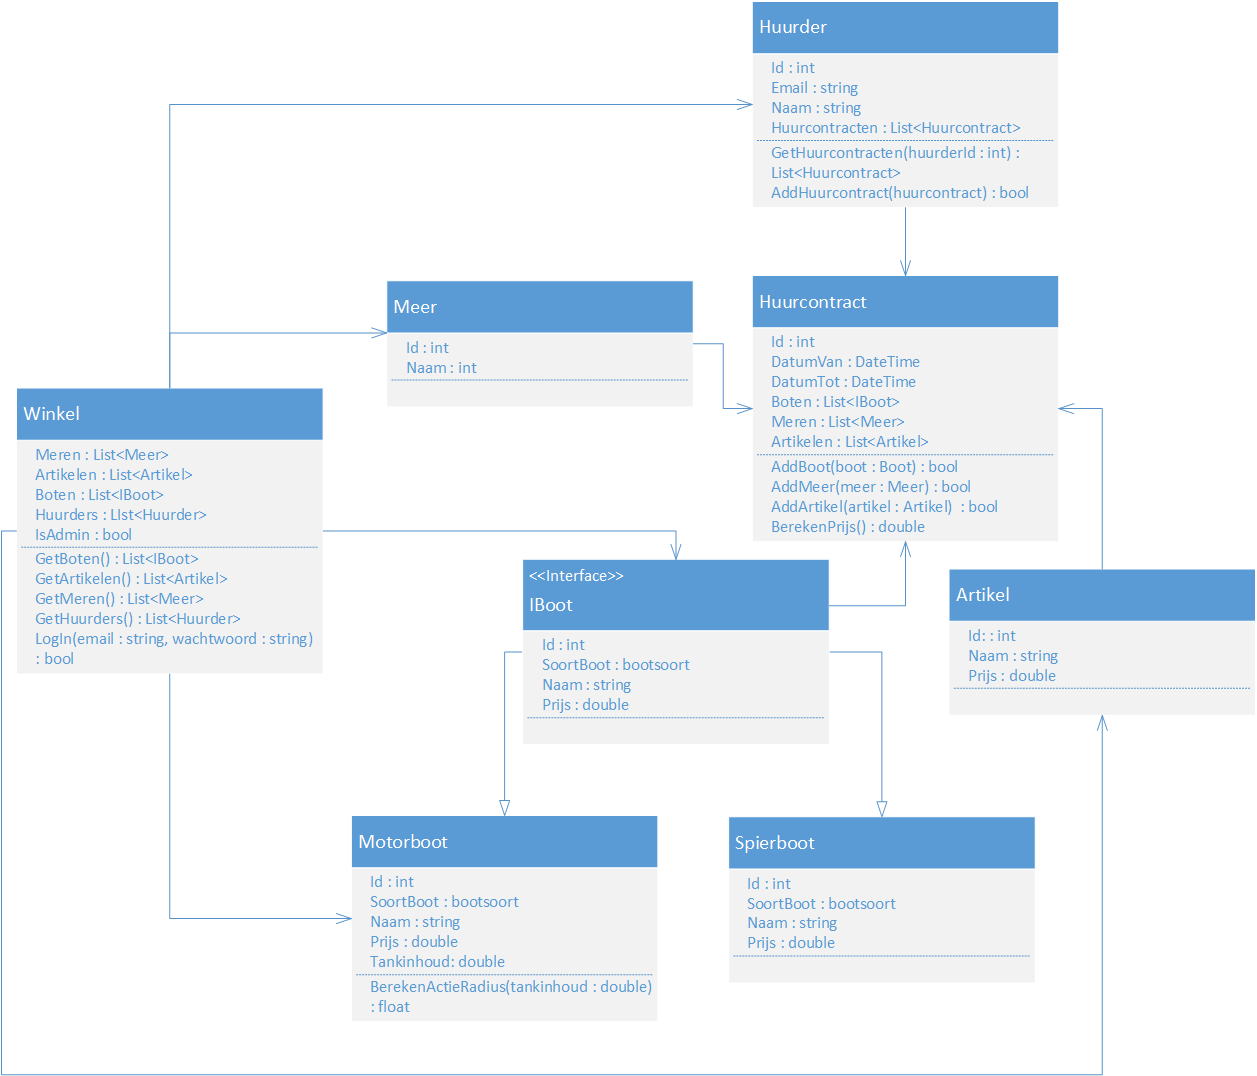 Huurder
Id : int
Email : string
Naam : string
Huurcontracten : List<Huurcontract>
GetHuurcontracten(huurderId : int) :
List<Huurcontract>
AddHuurcontract(huurcontract) : bool
Meer
Id : int
Naam : int
Huurcontract
Id : int
DatumVan : DateTime
DatumTot : DateTime
Boten : List<IBoot>
Meren : List<Meer>
Artikelen : List<Artikel>
AddBoot(boot : Boot) : bool
AddMeer(meer : Meer) : bool
AddArtikel(artikel : Artikel)  : bool
BerekenPrijs() : double
Winkel
Meren : List<Meer>
Artikelen : List<Artikel>
Boten : List<IBoot>
Huurders : LIst<Huurder>
IsAdmin : bool
GetBoten() : List<IBoot>
GetArtikelen() : List<Artikel>
GetMeren() : List<Meer>
GetHuurders() : List<Huurder>
LogIn(email : string, wachtwoord : string)
: bool
<<Interface>>
IBoot
Id : int
SoortBoot : bootsoort
Naam : string
Prijs : double
Artikel
Id: : int
Naam : string
Prijs : double
Motorboot
Id : int
SoortBoot : bootsoort
Naam : string
Prijs : double
Tankinhoud: double
BerekenActieRadius(tankinhoud : double)
: float
Spierboot
Id : int
SoortBoot : bootsoort
Naam : string
Prijs : double